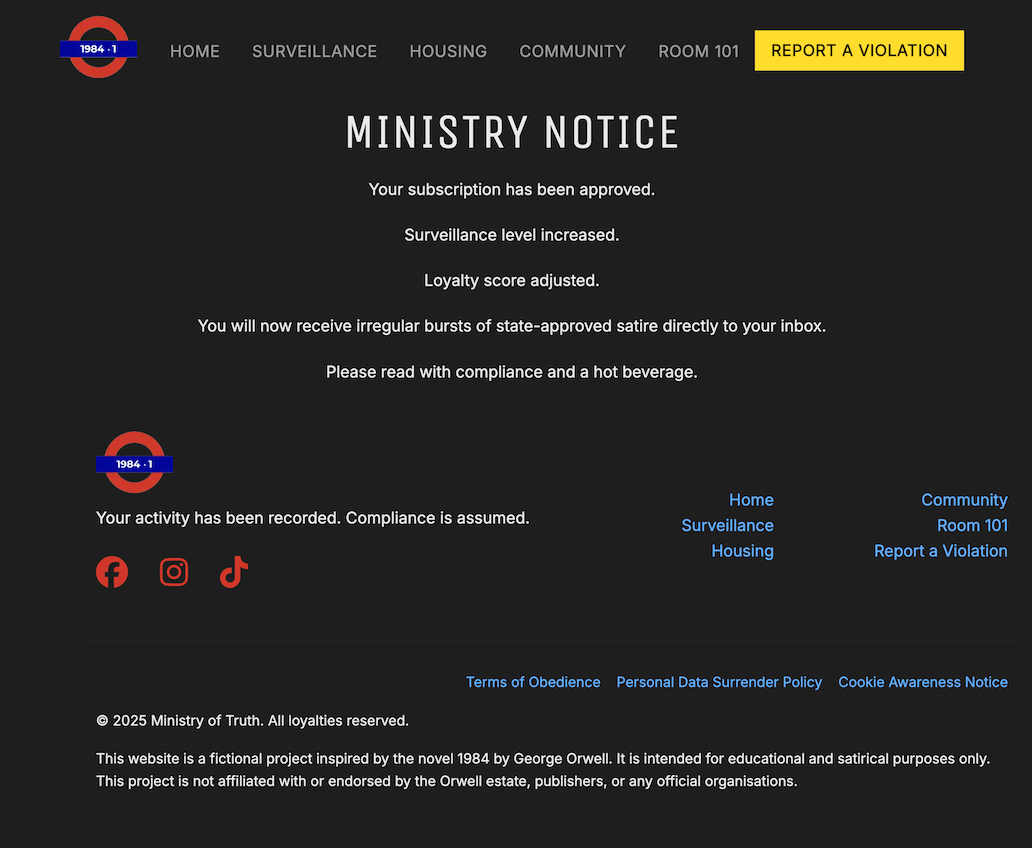 1984 · 1
HOME SURVEILLANCE HOUSING COMMUNITY ROOM 101 REPORT A VIOLATION
MINISTRY NOTICE
Your subscription has been approved.
Surveillance level increased.
Loyalty score adjusted.
You will now receive irregular bursts of state-approved satire directly to your inbox.
Please read with compliance and a hot beverage.
1984 · 1
Your activity has been recorded. Compliance is assumed.
Home
Surveillance
Housing
Community
Room 101
Report a Violation
Terms of Obedience Personal Data Surrender Policy Cookie Awareness Notice
© 2025 Ministry of Truth. All loyalties reserved.
This website is a fictional project inspired by the novel 1984 by George Orwell. It is intended for educational and satirical purposes only.
This project is not affiliated with or endorsed by the Orwell estate, publishers, or any official organisations.